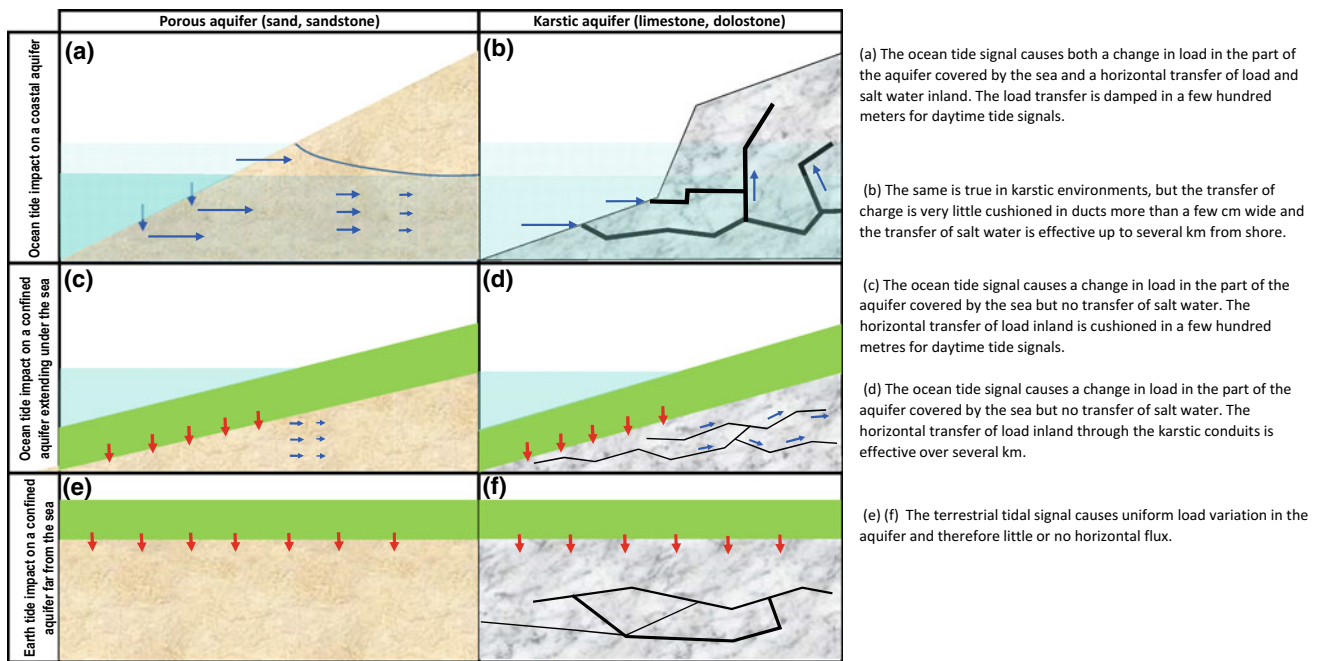 Porous aquifer (sand, sandstone)
Karstic aquifer (limestone, dolostone)
Ocean tide impact on a coastal aquifer
(a)
(b)
(a) The ocean tide signal causes both a change in load in the part of
the aquifer covered by the sea and a horizontal transfer of load and
salt water inland. The load transfer is damped in a few hundred
meters for daytime tide signals.
(b) The same is true in karstic environments, but the transfer of
charge is very little cushioned in ducts more than a few cm wide and
the transfer of salt water is effective up to several km from shore.
Ocean tide impact on a confined
aquifer extending under the sea
(c)
(d)
(c) The ocean tide signal causes a change in load in the part of the
aquifer covered by the sea but no transfer of salt water. The
horizontal transfer of load inland is cushioned in a few hundred
metres for daytime tide signals.
(d) The ocean tide signal causes a change in load in the part of the
aquifer covered by the sea but no transfer of salt water. The
horizontal transfer of load inland through the karstic conduits is
effective over several km.
Earth tide impact on a confined
aquifer far from the sea
(e)
(f)
(e) (f) The terrestrial tidal signal causes uniform load variation in the
aquifer and therefore little or no horizontal flux.